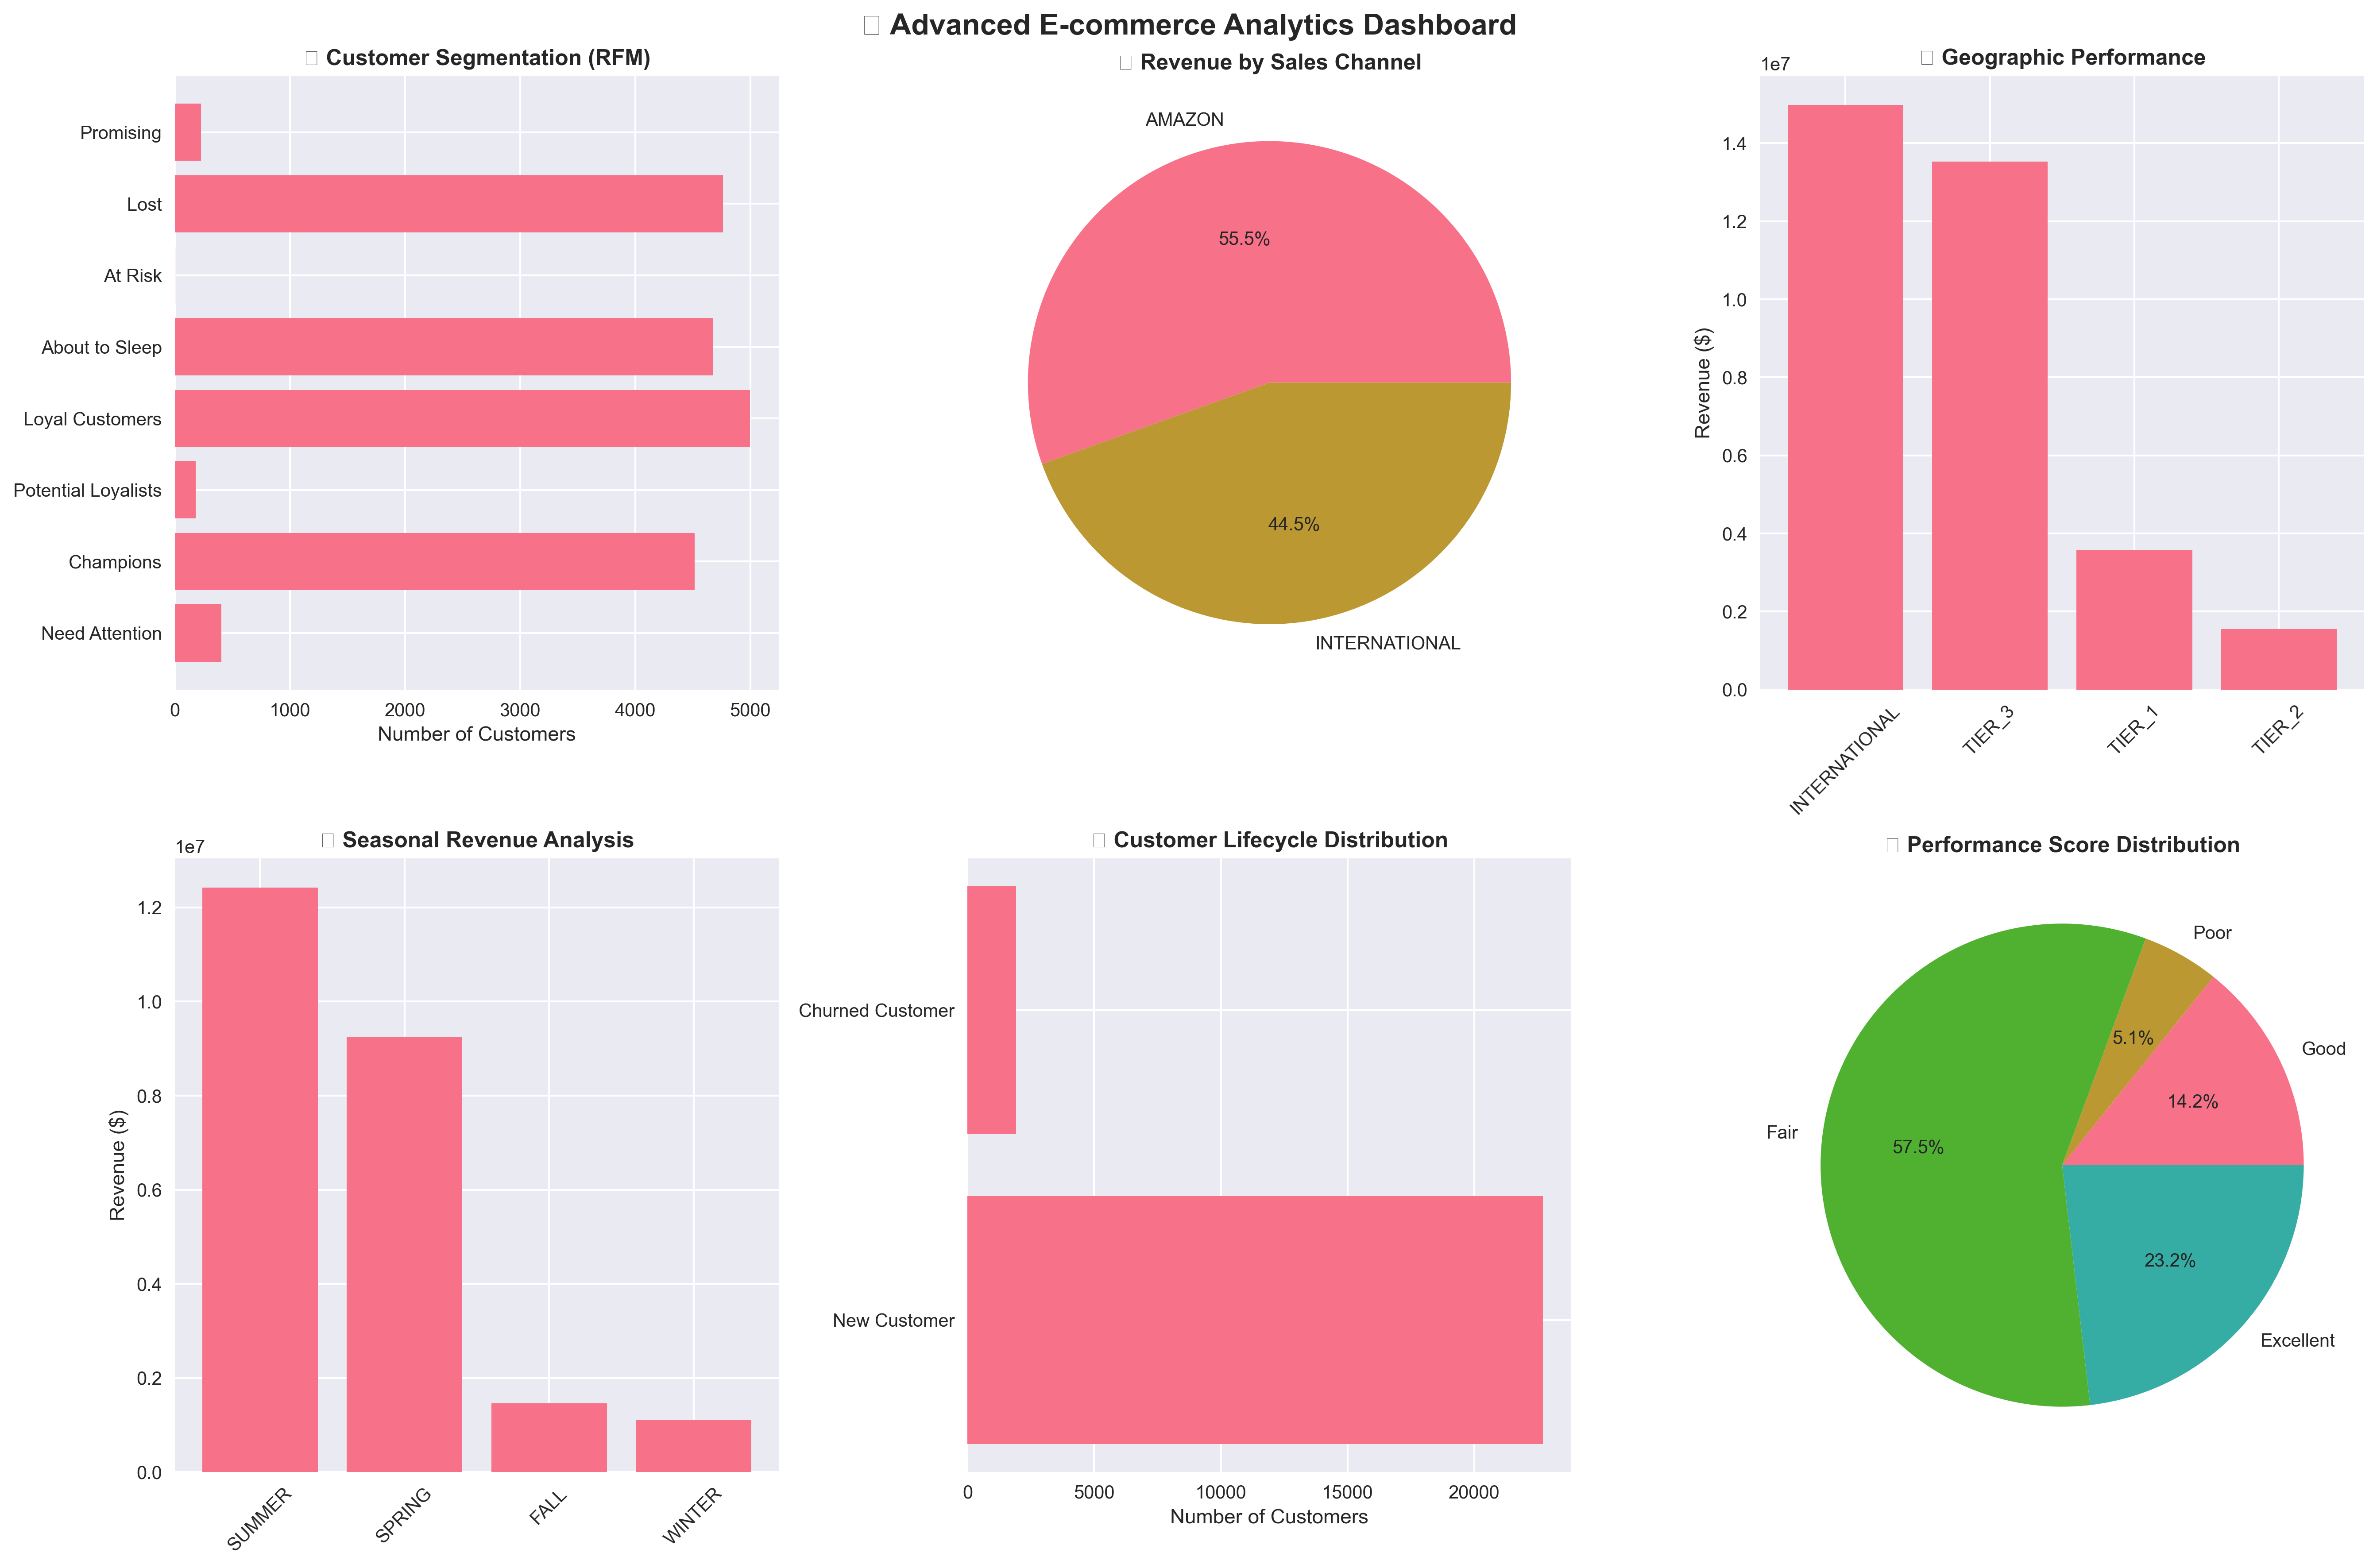 Advanced E-commerce Analytics Dashboard
Customer Segmentation (RFM)
Promising
Lost
At Risk
About to Sleep
Loyal Customers
Potential Loyalists
Champions
Need Attention
0 1000 2000 3000 4000 5000
Number of Customers
Revenue by Sales Channel
AMAZON
55.5%
44.5%
INTERNATIONAL
Geographic Performance
1e7
1.4
1.2
1.0
0.8
0.6
0.4
0.2
0.0
Revenue ($)
INTERNATIONAL TIER_3 TIER_1 TIER_2
Seasonal Revenue Analysis
1e7
1.2
1.0
0.8
0.6
0.4
0.2
0.0
Revenue ($)
SUMMER SPRING FALL WINTER
Customer Lifecycle Distribution
Churned Customer
New Customer
0 5000 10000 15000 20000
Number of Customers
Performance Score Distribution
Poor
5.1%
Good
14.2%
Fair
57.5%
23.2%
Excellent